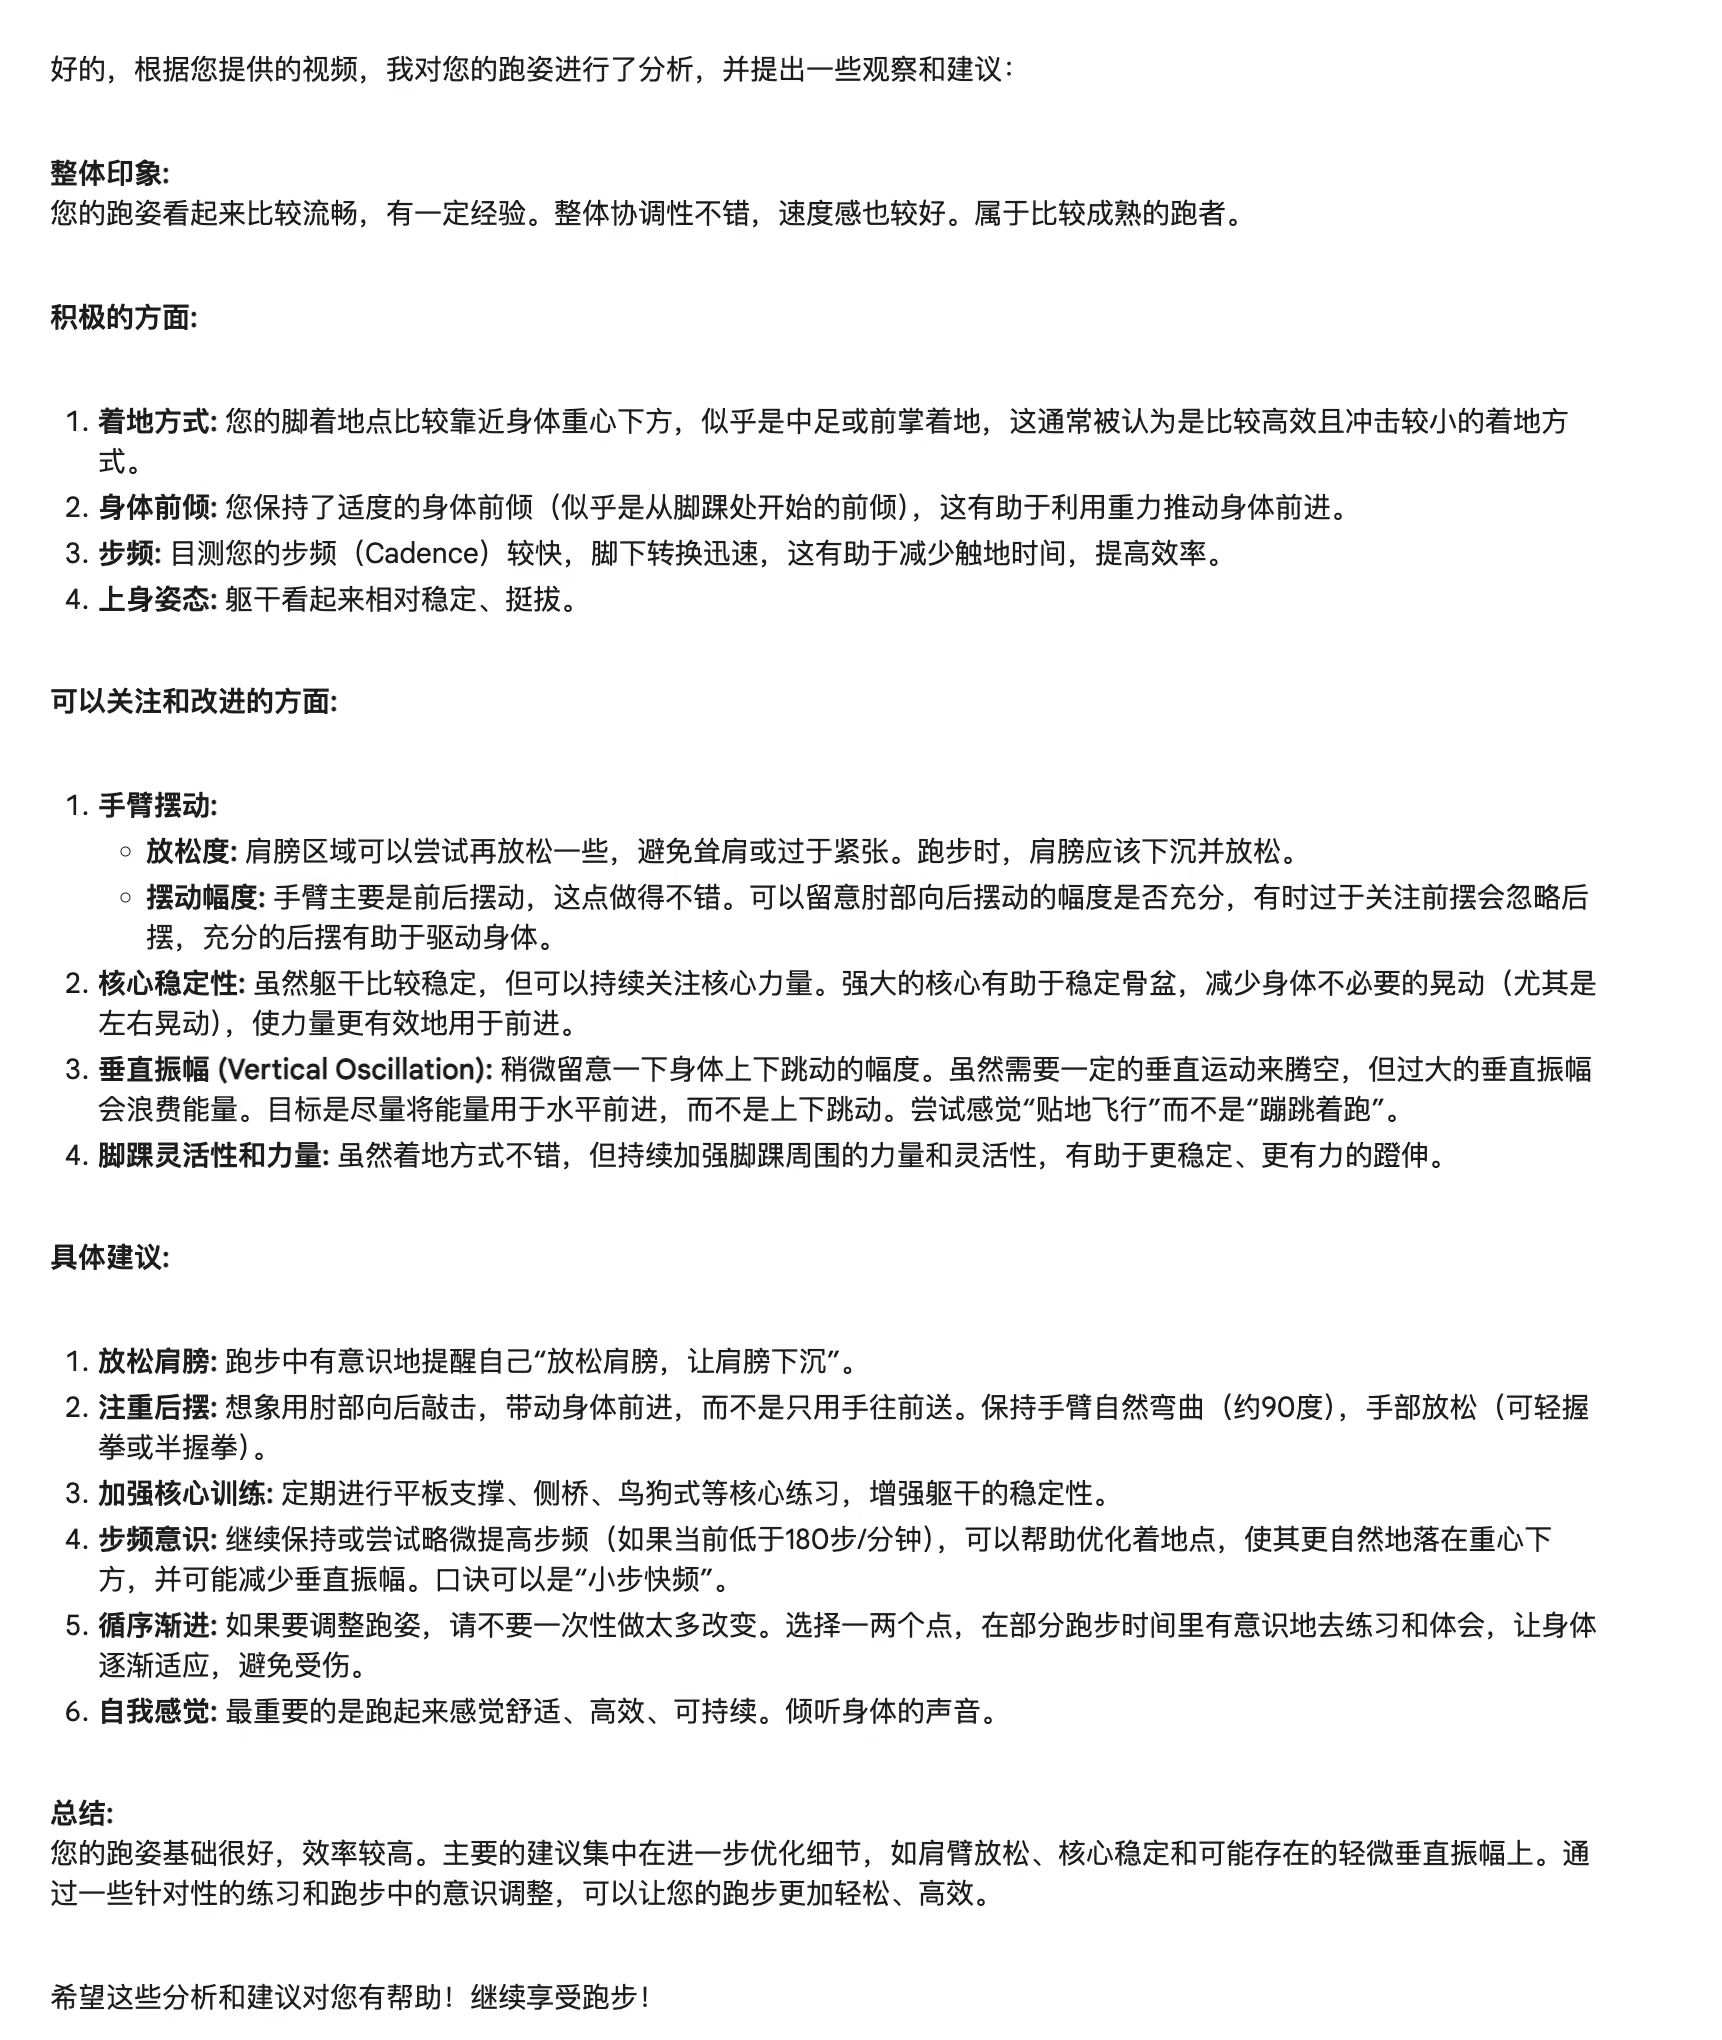 好的，根据您提供的视频，我对您的跑姿进行了分析，并提出一些观察和建议：
整体印象:
您的跑姿看起来比较流畅，有一定经验。整体协调性不错，速度感也较好。属于比较成熟的跑者。
积极的方面:
1. 着地方式: 您的脚着地点比较靠近身体重心下方，似乎是中足或前掌着地，这通常被认为是比较高效且冲击较小的着地方
式。
2. 身体前倾: 您保持了适度的身体前倾（似乎是从脚踝处开始的前倾），这有助于利用重力推动身体前进。
3. 步频: 目测您的步频（Cadence）较快，脚下转换迅速，这有助于减少触地时间，提高效率。
4. 上身姿态: 躯干看起来相对稳定、挺拔。
可以关注和改进的方面:
1. 手臂摆动:
○ 放松度: 肩膀区域可以尝试再放松一些，避免耸肩或过于紧张。跑步时，肩膀应该下沉并放松。
○ 摆动幅度: 手臂主要是前后摆动，这点做得不错。可以留意肘部向后摆动的幅度是否充分，有时过于关注前摆会忽略后
摆，充分的后摆有助于驱动身体。
2. 核心稳定性: 虽然躯干比较稳定，但可以持续关注核心力量。强大的核心有助于稳定骨盆，减少身体不必要的晃动（尤其是
左右晃动），使力量更有效地用于前进。
3. 垂直振幅 (Vertical Oscillation): 稍微留意一下身体上下跳动的幅度。虽然需要一定的垂直运动来腾空，但过大的垂直振幅
会浪费能量。目标是尽量将能量用于水平前进，而不是上下跳动。尝试感觉“贴地飞行”而不是“蹦跳着跑”。
4. 脚踝灵活性和力量: 虽然着地方式不错，但持续加强脚踝周围的力量和灵活性，有助于更稳定、更有力的蹬伸。
具体建议:
1. 放松肩膀: 跑步中有意识地提醒自己“放松肩膀，让肩膀下沉”。
2. 注重后摆: 想象用肘部向后敲击，带动身体前进，而不是只用手往前送。保持手臂自然弯曲（约90度），手部放松（可轻握
拳或半握拳）。
3. 加强核心训练: 定期进行平板支撑、侧桥、鸟狗式等核心练习，增强躯干的稳定性。
4. 步频意识: 继续保持或尝试略微提高步频（如果当前低于180步/分钟），可以帮助优化着地点，使其更自然地落在重心下
方，并可能减少垂直振幅。口诀可以是“小步快频”。
5. 循序渐进: 如果要调整跑姿，请不要一次性做太多改变。选择一两个点，在部分跑步时间里有意识地去练习和体会，让身体
逐渐适应，避免受伤。
6. 自我感觉: 最重要的是跑起来感觉舒适、高效、可持续。倾听身体的声音。
总结:
您的跑姿基础很好，效率较高。主要的建议集中在进一步优化细节，如肩臂放松、核心稳定和可能存在的轻微垂直振幅上。通
过一些针对性的练习和跑步中的意识调整，可以让您的跑步更加轻松、高效。
希望这些分析和建议对您有帮助！继续享受跑步！